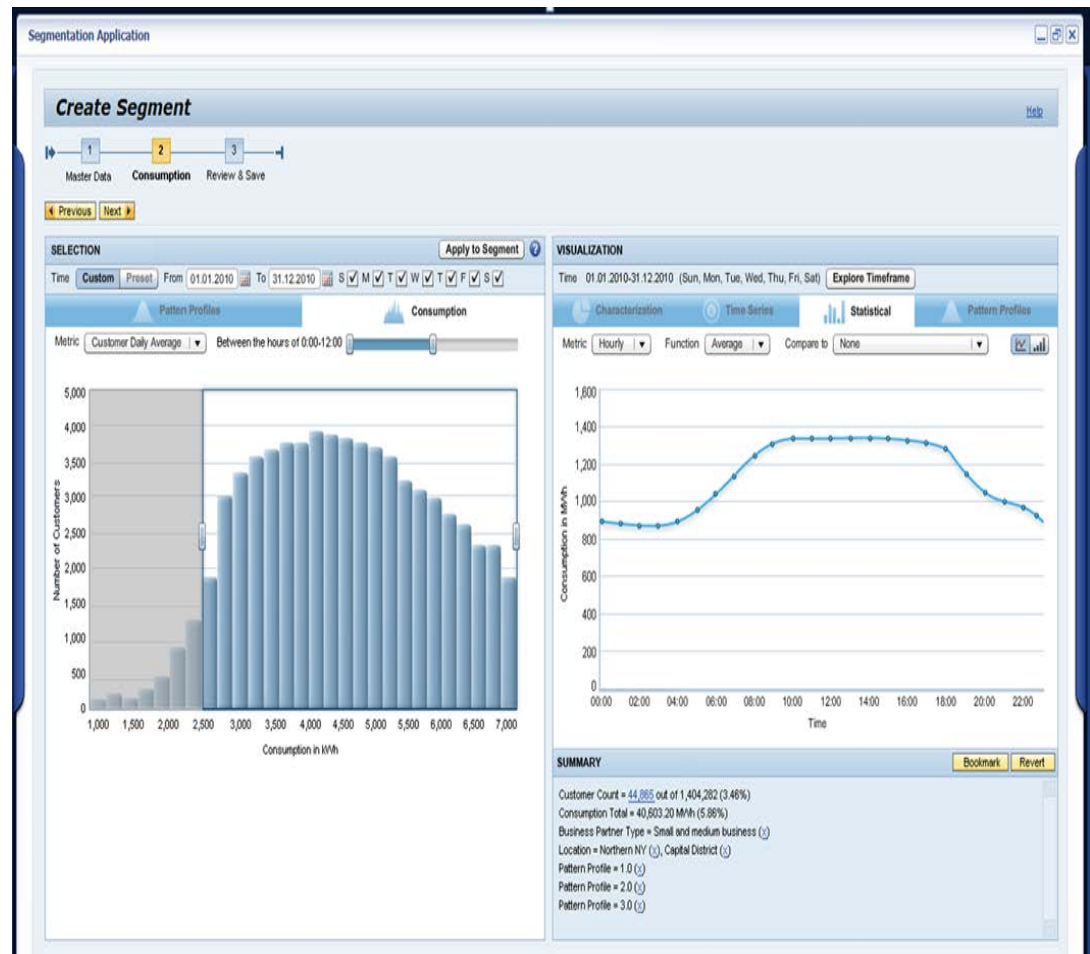 Segmentation Application
Create Segment
Help
1 2 3
Master Data Consumption Review & Save
Previous Next
SELECTION
Apply to Segment ?
Time Custom Preset From 01.01.2010 To 31.12.2010 S M T W T F S
Pattern Profiles Consumption
Metric Customer Daily Average Between the hours of 0:00-12:00
Number of Customers
5,000
4,000
3,500
3,000
2,500
2,000
1,500
1,000
500
0
1,000 1,500 2,000 2,500 3,000 3,500 4,000 4,500 5,000 5,500 6,000 6,500 7,000
Consumption in kWh
VISUALIZATION
Time 01.01.2010-31.12.2010 (Sun, Mon, Tue, Wed, Thu, Fri, Sat) Explore Timeframe
Characterization Time Series Statistical Pattern Profiles
Metric Hourly Function Average Compare to None
Consumption in MWh
1,600
1,400
1,200
1,000
800
600
400
200
0
00:00 02:00 04:00 06:00 08:00 10:00 12:00 14:00 16:00 18:00 20:00 22:00
Time
SUMMARY
Bookmark Revert
Customer Count = 44,865 out of 1,404,282 (3.46%)
Consumption Total = 40,603.20 MWh (5.86%)
Business Partner Type = Small and medium business (x)
Location = Northern NY (x), Capital District (x)
Pattern Profile = 1.0 (x)
Pattern Profile = 2.0 (x)
Pattern Profile = 3.0 (x)